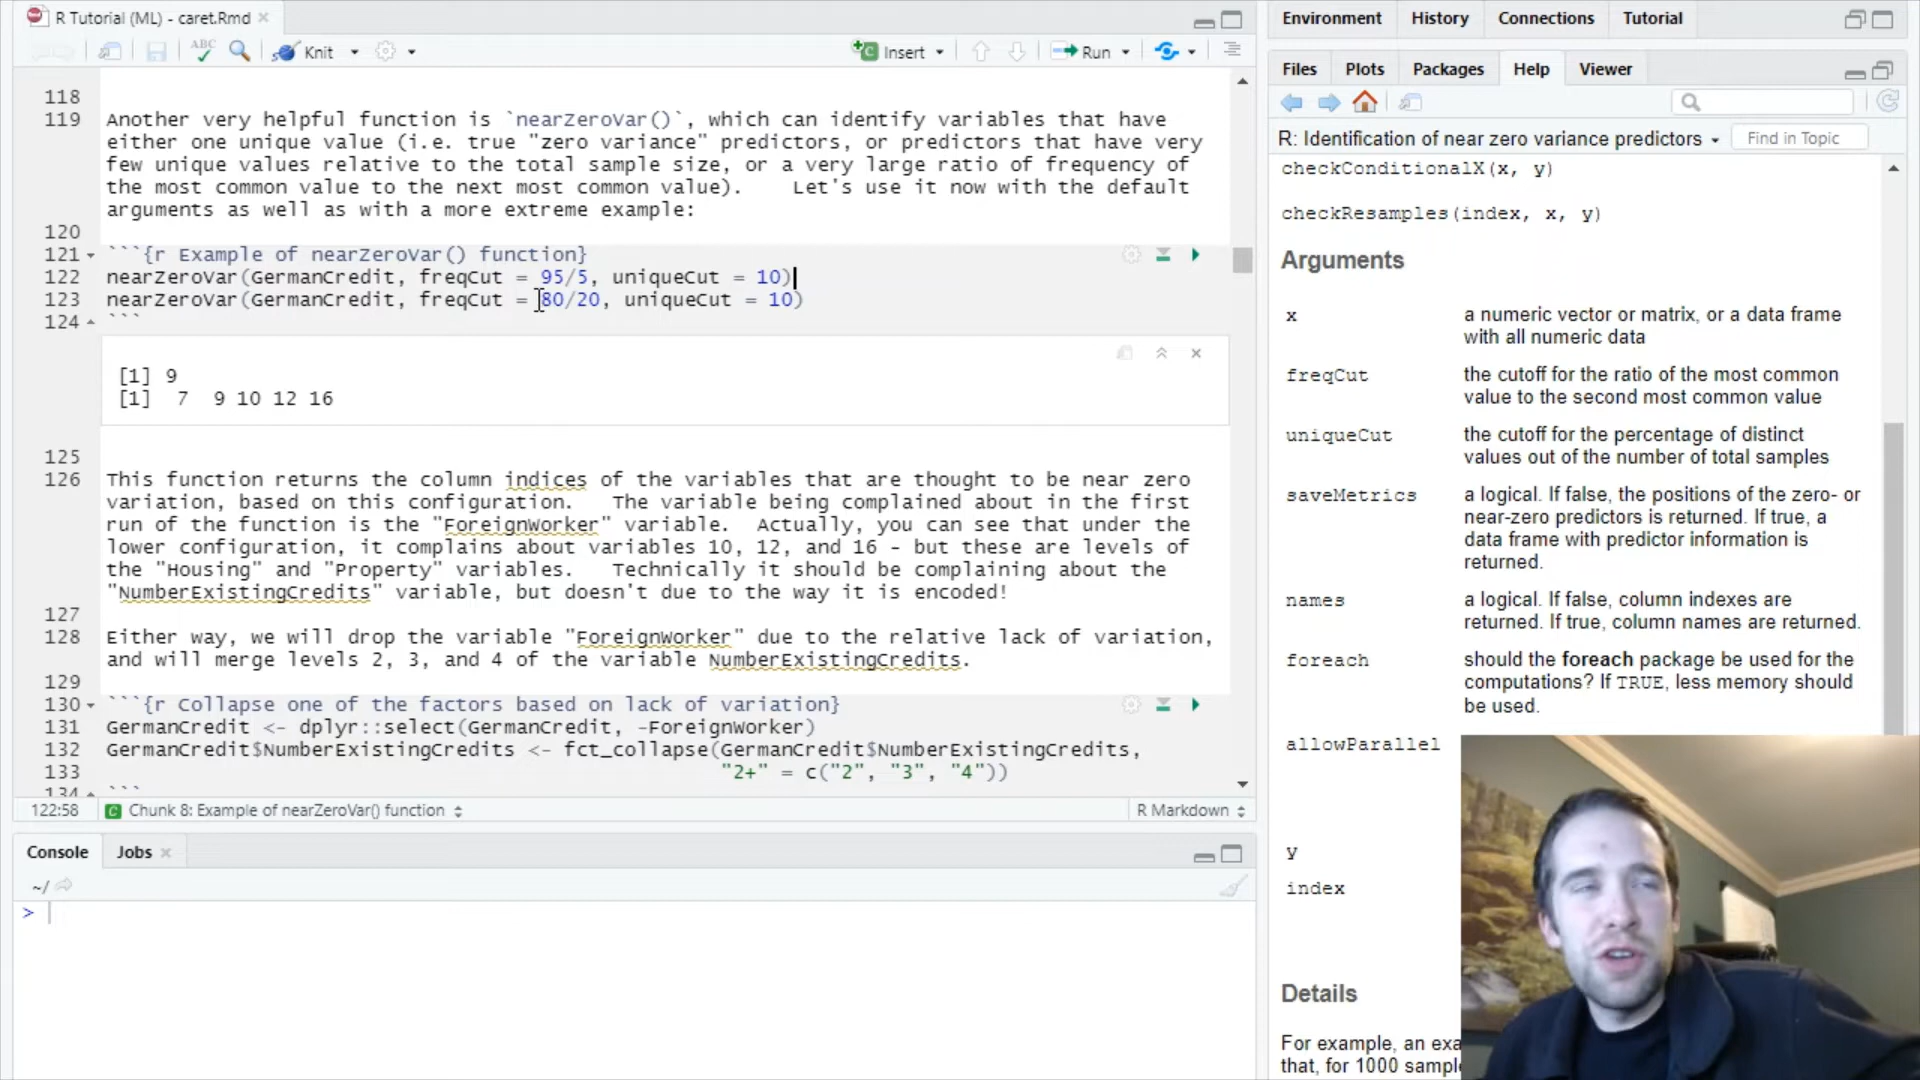 R Tutorial (ML) - caret.Rmd
ABC
Knit
Insert
Run
118
119 Another very helpful function is `nearZeroVar()`, which can identify variables that have
either one unique value (i.e. true "zero variance" predictors, or predictors that have very
few unique values relative to the total sample size, or a very large ratio of frequency of
the most common value to the next most common value).    Let's use it now with the default
arguments as well as with a more extreme example:
120
121 ```{r Example of nearZeroVar() function}
122 nearZeroVar(GermanCredit, freqCut = 95/5, uniqueCut = 10)
123 nearZeroVar(GermanCredit, freqCut = 80/20, uniqueCut = 10)
124 ```
[1] 9
[1]  7  9 10 12 16
125
126 This function returns the column indices of the variables that are thought to be near zero
variation, based on this configuration.   The variable being complained about in the first
run of the function is the "ForeignWorker" variable.  Actually, you can see that under the
lower configuration, it complains about variables 10, 12, and 16 - but these are levels of
the "Housing" and "Property" variables.   Technically it should be complaining about the
"NumberExistingCredits" variable, but doesn't due to the way it is encoded!
127
128 Either way, we will drop the variable "ForeignWorker" due to the relative lack of variation,
and will merge levels 2, 3, and 4 of the variable NumberExistingCredits.
129
130 ```{r Collapse one of the factors based on lack of variation}
131 GermanCredit <- dplyr::select(GermanCredit, -ForeignWorker)
132 GermanCredit$NumberExistingCredits <- fct_collapse(GermanCredit$NumberExistingCredits,
133 "2+" = c("2", "3", "4"))
134 ```
122:58 Chunk 8: Example of nearZeroVar() function R Markdown
Console Jobs
~/
>
Environment History Connections Tutorial
Files Plots Packages Help Viewer
R: Identification of near zero variance predictors Find in Topic
checkConditionalX(x, y)
checkResamples(index, x, y)
Arguments
x a numeric vector or matrix, or a data frame
with all numeric data
freqCut the cutoff for the ratio of the most common
value to the second most common value
uniqueCut the cutoff for the percentage of distinct
values out of the number of total samples
saveMetrics a logical. If false, the positions of the zero- or
near-zero predictors is returned. If true, a
data frame with predictor information is
returned.
names a logical. If false, column indexes are
returned. If true, column names are returned.
foreach should the foreach package be used for the
computations? If TRUE, less memory should
be used.
allowParallel
y
index
Details
For example, an exa
that, for 1000 sampl